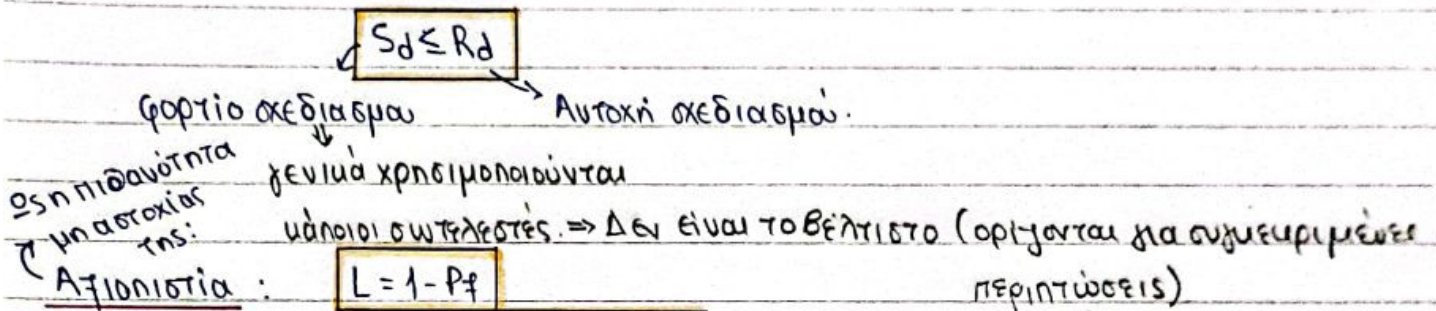 Sd ≤ Rd
φορτίο σχεδιασμού Αντοχή σχεδιασμού.
γενικά χρησιμοποιούνται
κάποιοι συντελεστές. => Δεν είναι το βέλτιστο (ορίζονται για συγκεκριμένες
περιπτώσεις)
Ως η πιθανότητα
μη αστοχίας
της:
Αξιοπιστία : L = 1 - Pf